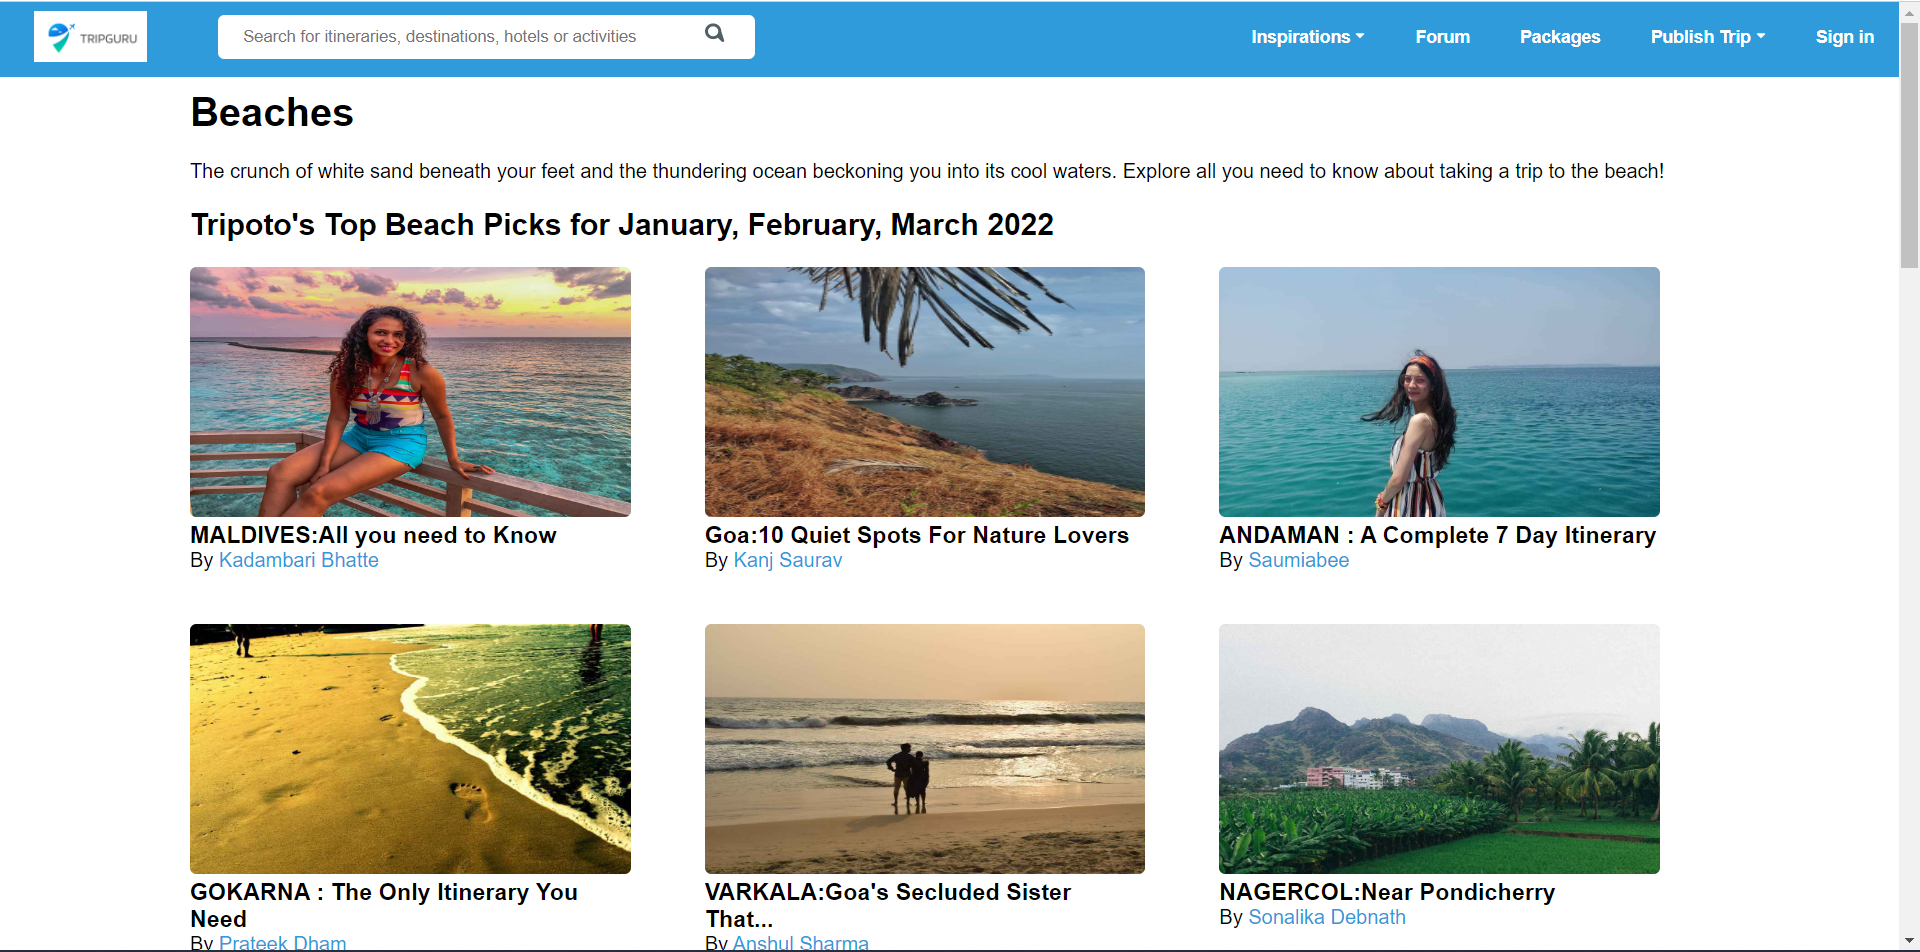 TRIPGURU
Search for itineraries, destinations, hotels or activities
Inspirations
Forum
Packages
Publish Trip
Sign in
Beaches
The crunch of white sand beneath your feet and the thundering ocean beckoning you into its cool waters. Explore all you need to know about taking a trip to the beach!
Tripoto's Top Beach Picks for January, February, March 2022
MALDIVES:All you need to Know
By Kadambari Bhatte
Goa:10 Quiet Spots For Nature Lovers
By Kanj Saurav
ANDAMAN : A Complete 7 Day Itinerary
By Saumiabee
GOKARNA : The Only Itinerary You
Need
By Prateek Dham
VARKALA:Goa's Secluded Sister
That...
By Anshul Sharma
NAGERCOL:Near Pondicherry
By Sonalika Debnath